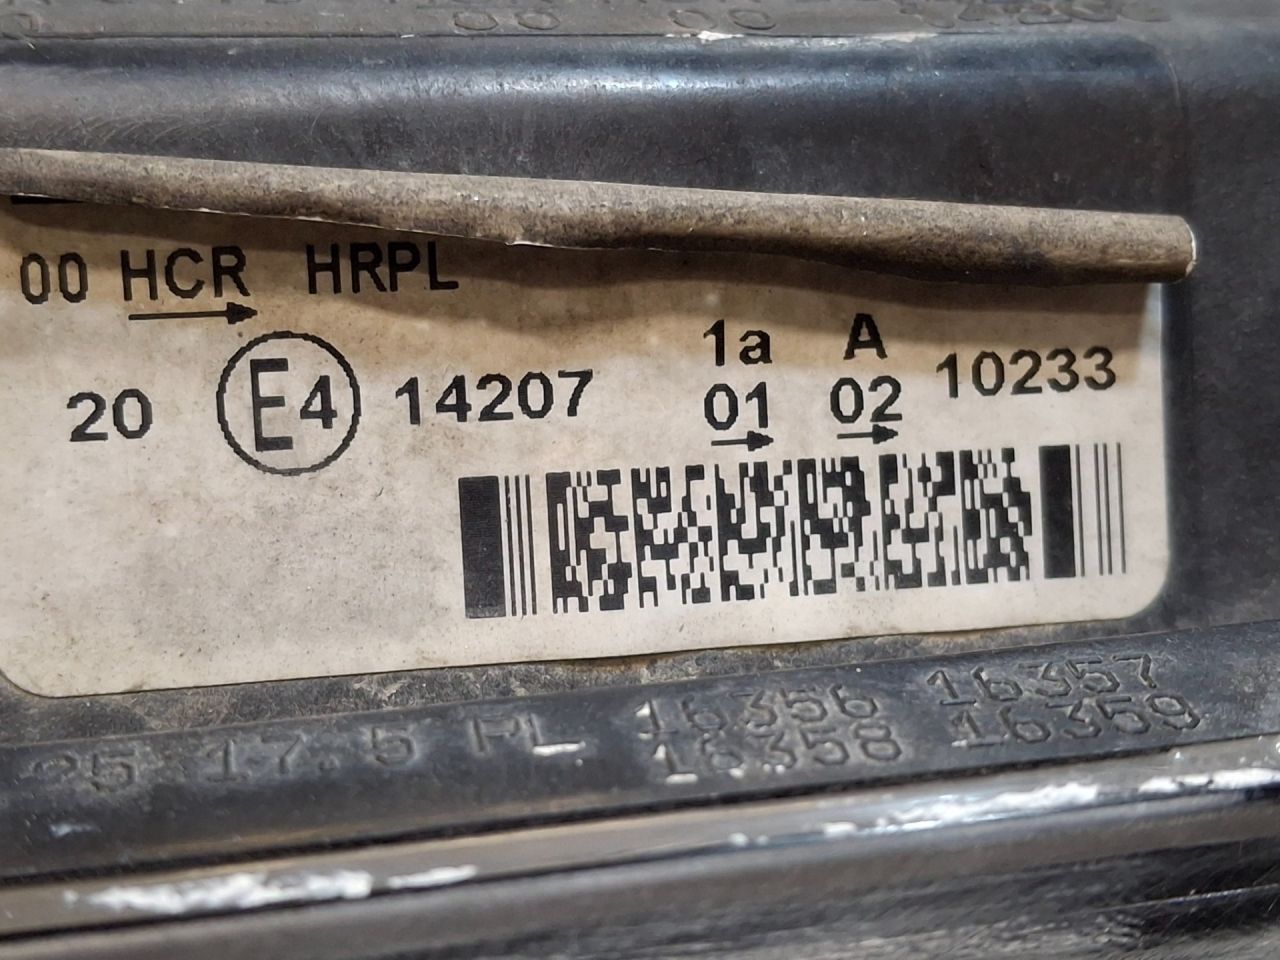 00 HCR HRPL
1a A
20 E4 14207 01 02 10233
25 17.5 PL 16356 16357
16358 16359